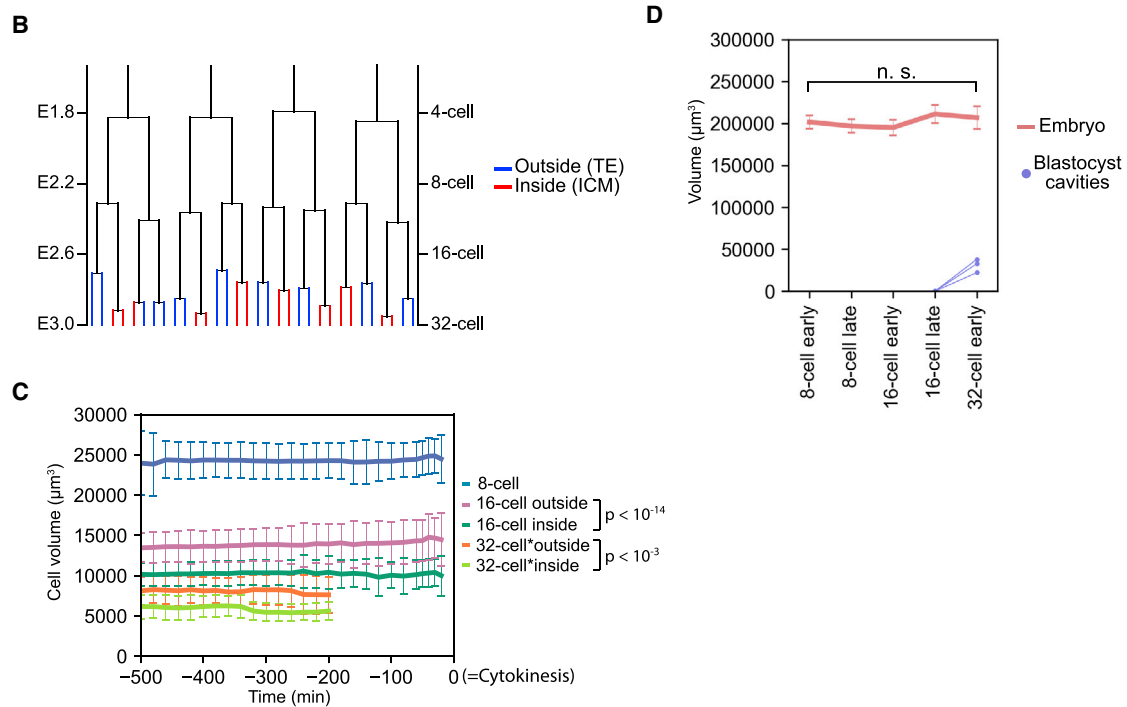 B
E1.8
E2.2
E2.6
E3.0
4-cell
8-cell
16-cell
32-cell
Outside (TE)
Inside (ICM)
C
Cell volume (µm³)
30000
25000
20000
15000
10000
5000
0
−500
−400
−300
−200
−100
0 (=Cytokinesis)
Time (min)
8-cell
16-cell outside
16-cell inside
p < 10⁻¹⁴
32-cell*outside
32-cell*inside
p < 10⁻³
D
Volume (µm³)
300000
250000
200000
150000
100000
50000
0
n. s.
8-cell early
8-cell late
16-cell early
16-cell late
32-cell early
Embryo
Blastocyst
cavities